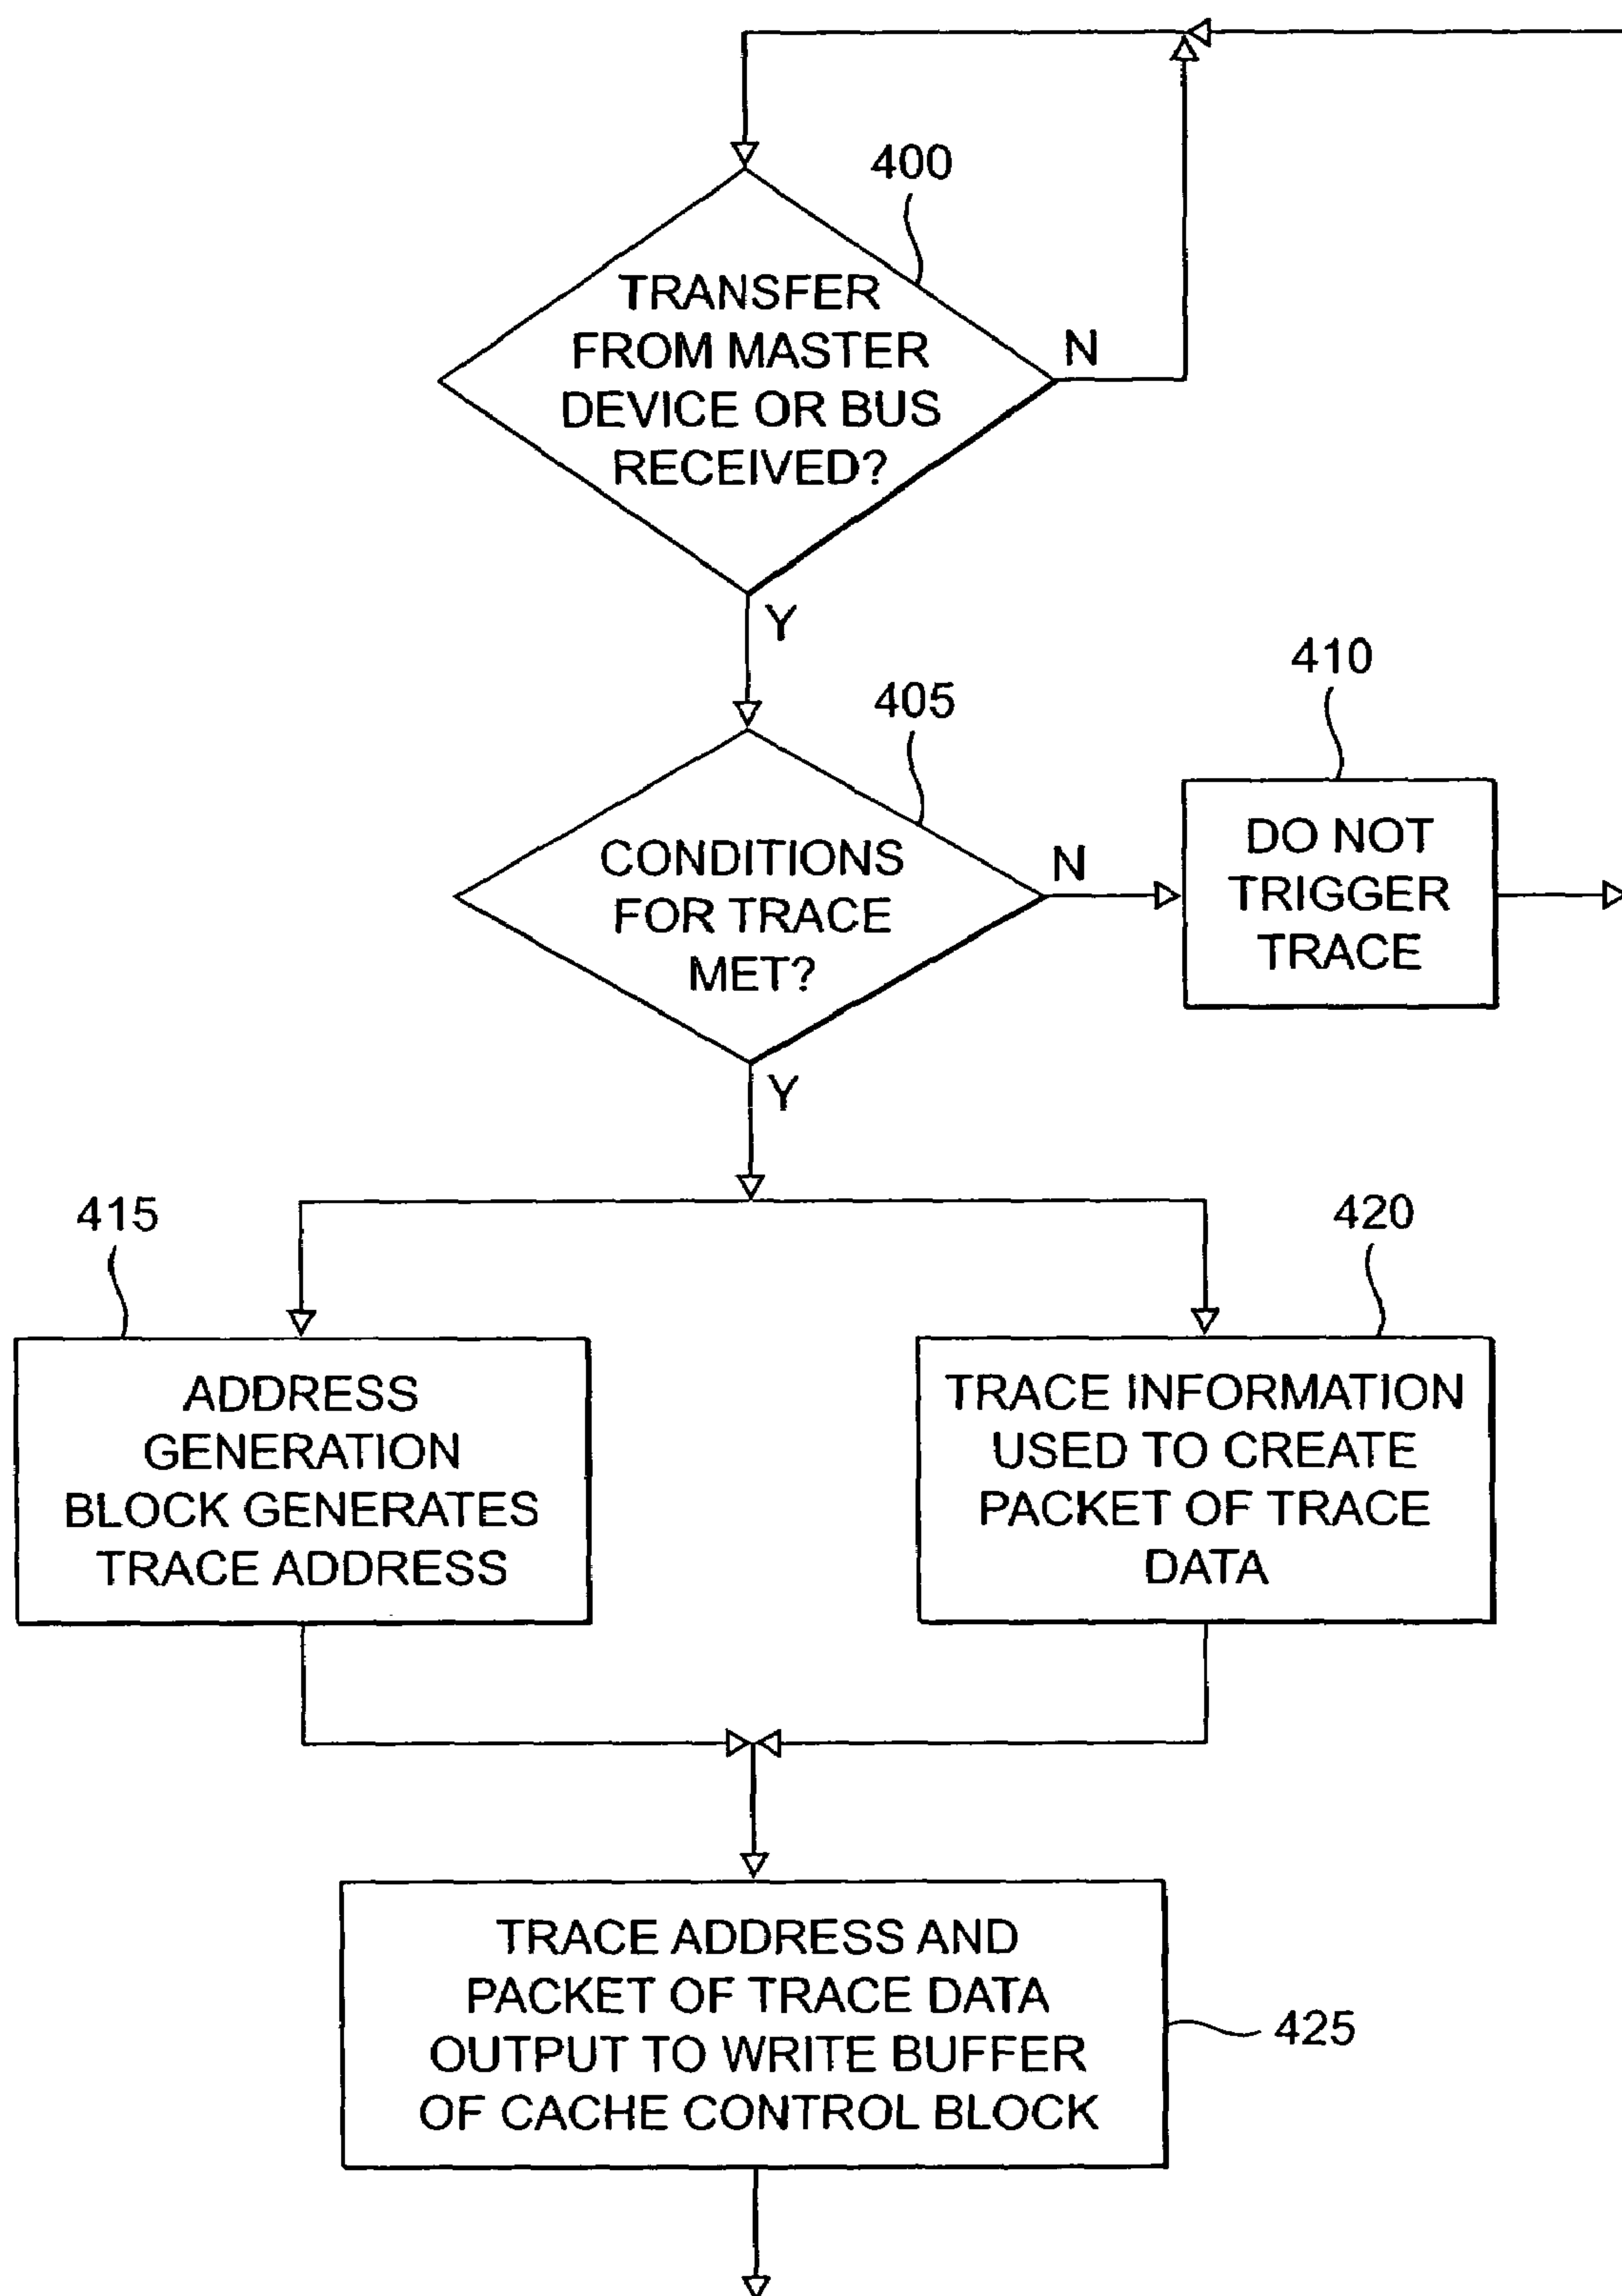 400
TRANSFER
FROM MASTER
DEVICE OR BUS
RECEIVED?
N
Y
405
CONDITIONS
FOR TRACE
MET?
N
Y
410
DO NOT
TRIGGER
TRACE
415
ADDRESS
GENERATION
BLOCK GENERATES
TRACE ADDRESS
420
TRACE INFORMATION
USED TO CREATE
PACKET OF TRACE
DATA
TRACE ADDRESS AND
PACKET OF TRACE DATA
OUTPUT TO WRITE BUFFER
OF CACHE CONTROL BLOCK
425